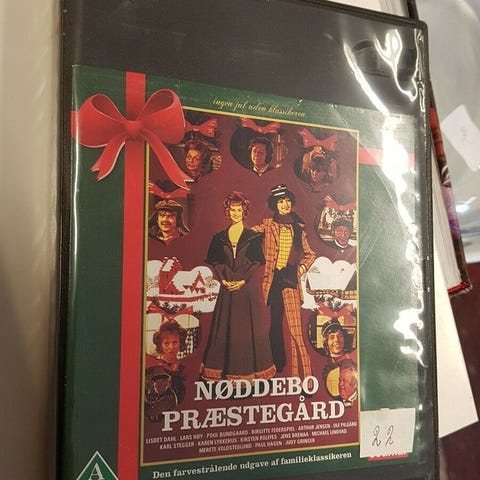 ingen jul uden klassikeren
NØDDEBO
PRÆSTEGÅRD
LISBET DAHL · LARS HØY · POUL BUNDGAARD · BIRGITTE FEDERSPIEL · ARTHUR JENSEN · ULF PILGÅRD
KARL STEGGER · KAREN LYKKEHUS · KIRSTEN ROLFFES · JENS BRENAA · MICHAEL LINDVAD
MERETE VOLDSTEDLUND · PAUL HAGEN · JUDY GRINGER
22
A
Den farvestrålende udgave af familieklassikeren